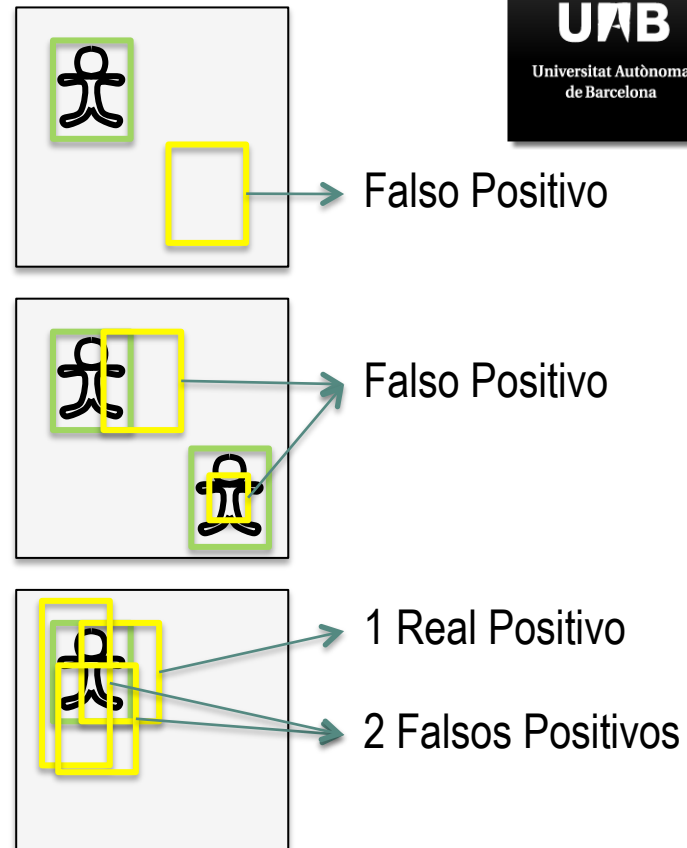 UAB
Universitat Autònoma
de Barcelona
Falso Positivo
Falso Positivo
1 Real Positivo
2 Falsos Positivos